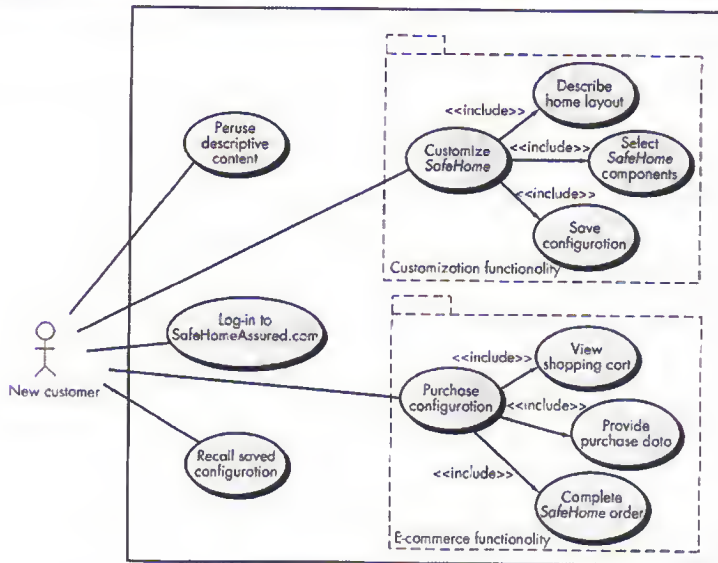 Peruse
descriptive
content
Describe
home layout
<<include>>
Customize
SafeHome
<<include>>
Select
SafeHome
components
<<include>>
Save
configuration
Customization functionality
Log-in to
SafeHomeAssured.com
New customer
View
shopping cart
<<include>>
Purchase
configuration
<<include>>
Provide
purchase data
Recall saved
configuration
<<include>>
Complete
SafeHome order
E-commerce functionality